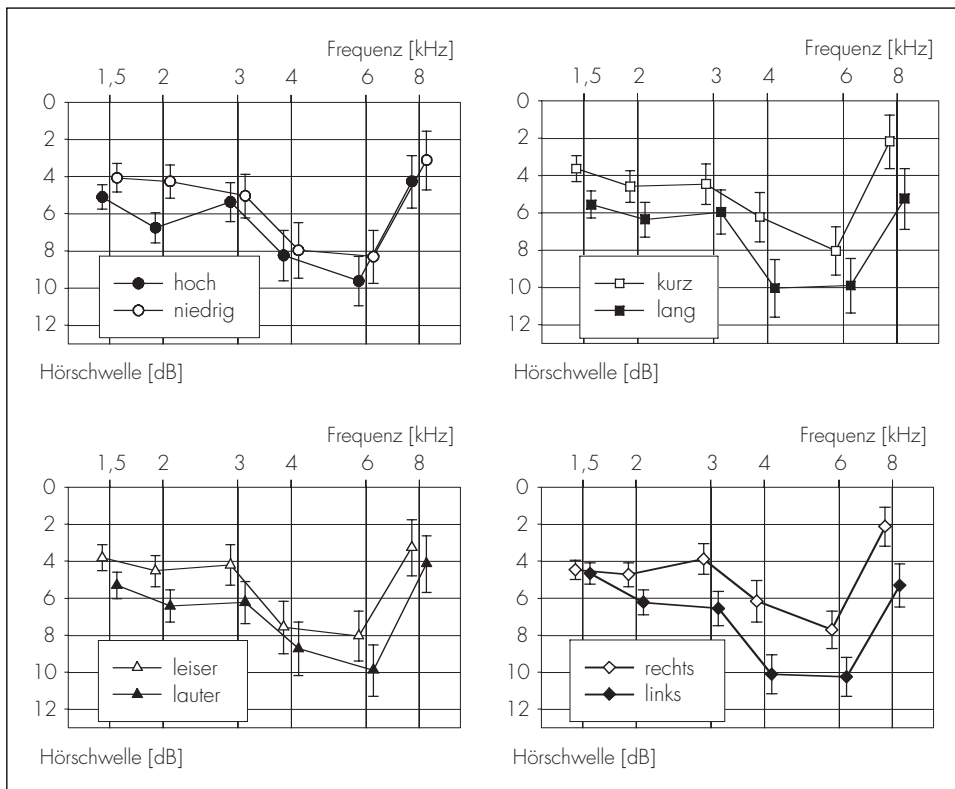 Frequenz [kHz]
1,5 2 3 4 6 8
0
2
4
6
8
10
12
hoch
niedrig
Hörschwelle [dB]
Frequenz [kHz]
1,5 2 3 4 6 8
0
2
4
6
8
10
12
kurz
lang
Hörschwelle [dB]
Frequenz [kHz]
1,5 2 3 4 6 8
0
2
4
6
8
10
12
leiser
lauter
Hörschwelle [dB]
Frequenz [kHz]
1,5 2 3 4 6 8
0
2
4
6
8
10
12
rechts
links
Hörschwelle [dB]